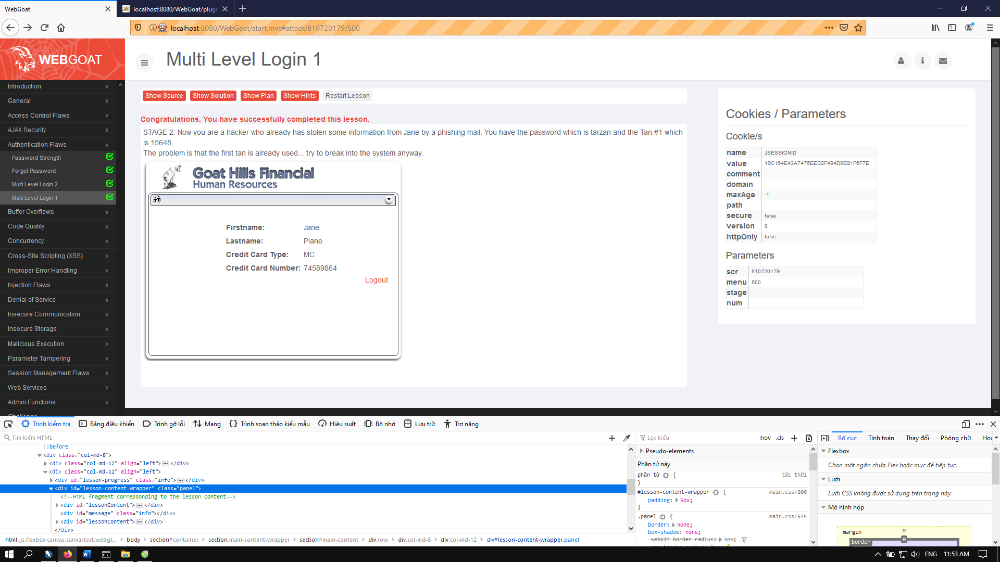 WebGoat
localhost:8080/WebGoat/plugi
localhost:8080/WebGoat/start.mvc#attack/810720179/500
WEBGOAT
Multi Level Login 1
Introduction
General
Access Control Flaws
AJAX Security
Authentication Flaws
Password Strength
Forgot Password
Multi Level Login 2
Multi Level Login 1
Buffer Overflows
Code Quality
Concurrency
Cross-Site Scripting (XSS)
Improper Error Handling
Injection Flaws
Denial of Service
Insecure Communication
Insecure Storage
Malicious Execution
Parameter Tampering
Session Management Flaws
Web Services
Admin Functions
Show Source Show Solution Show Plan Show Hints Restart Lesson
Congratulations. You have successfully completed this lesson.
STAGE 2: Now you are a hacker who already has stolen some information from Jane by a phishing mail. You have the password which is tarzan and the Tan #1 which
is 15648
The problem is that the first tan is already used... try to break into the system anyway.
Goat Hills Financial
Human Resources
Firstname: Jane
Lastname: Plane
Credit Card Type: MC
Credit Card Number: 74589864
Logout
Cookies / Parameters
Cookie/s
name JSESSIONID
value 19C164E43A7475EED2F494D9E91F6F7E
comment
domain
maxAge -1
path
secure false
version 0
httpOnly false
Parameters
scr 810720179
menu 500
stage
num
Trình kiểm tra Bảng điều khiển Trình gỡ lỗi Mạng Trình soạn thảo kiểu mẫu Hiệu suất Bộ nhớ Lưu trữ Trợ năng
Tìm kiếm HTML
::before
<div class="col-md-8">
<div class="col-md-12" align="left"> </div>
<div class="col-md-12" align="left">
<div id="lesson-progress" class="info"> </div>
<div id="lesson-content-wrapper" class="panel">
<!--HTML fragment correpsonding to the lesson content-->
<div id="lessonContent"> </div>
<div id="message" class="info"></div>
<div id="lessonContent"> </div>
</div>
html.js.flexbox.canvas.canvastext.webgl... body section#container section.main-content-wrapper section#main-content div.row div.col-md-8 div.col-md-12 div#lesson-content-wrapper.panel
Lọc kiểu :hov .cls
Pseudo-elements
Phần tử này
phần tử { tức thời
}
#lesson-content-wrapper { main.css:200
padding: 5px;
}
.panel { main.css:545
border: none;
box-shadow: none;
-webkit-border-radius: 3px;
Bố cục Tính toán Thay đổi Phông chữ Hoạ
Flexbox
Chọn một ngăn chứa Flex hoặc mục để tiếp tục.
Lưới
Lưới CSS không được sử dụng trên trang này
Mô hình hộp
margin 0
border 0
ENG 11:53 AM